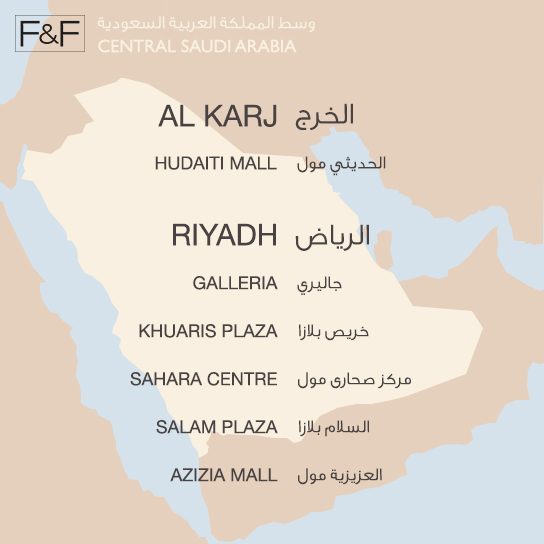 F&F
وسط المملكة العربية السعودية
CENTRAL SAUDI ARABIA
AL KARJ الخرج
HUDAITI MALL الحديثي مول
RIYADH الرياض
GALLERIA جاليري
KHUARIS PLAZA خريص بلازا
SAHARA CENTRE مركز صحارى مول
SALAM PLAZA السلام بلازا
AZIZIA MALL العزيزية مول